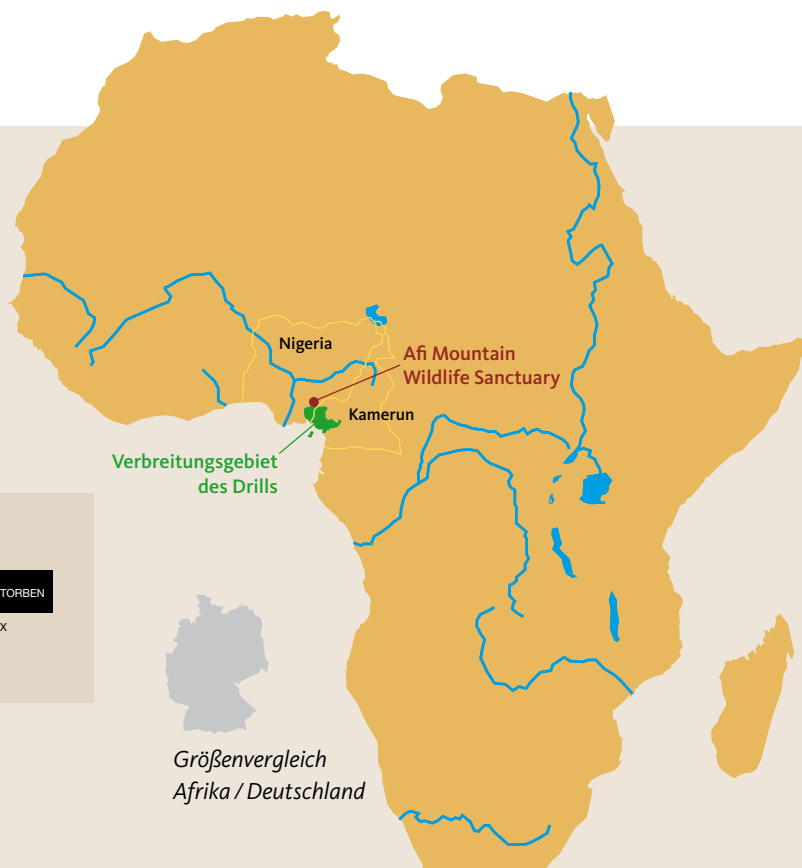 Nigeria
Afi Mountain
Wildlife Sanctuary
Kamerun
Verbreitungsgebiet
des Drills
TORBEN
x
Größenvergleich
Afrika / Deutschland